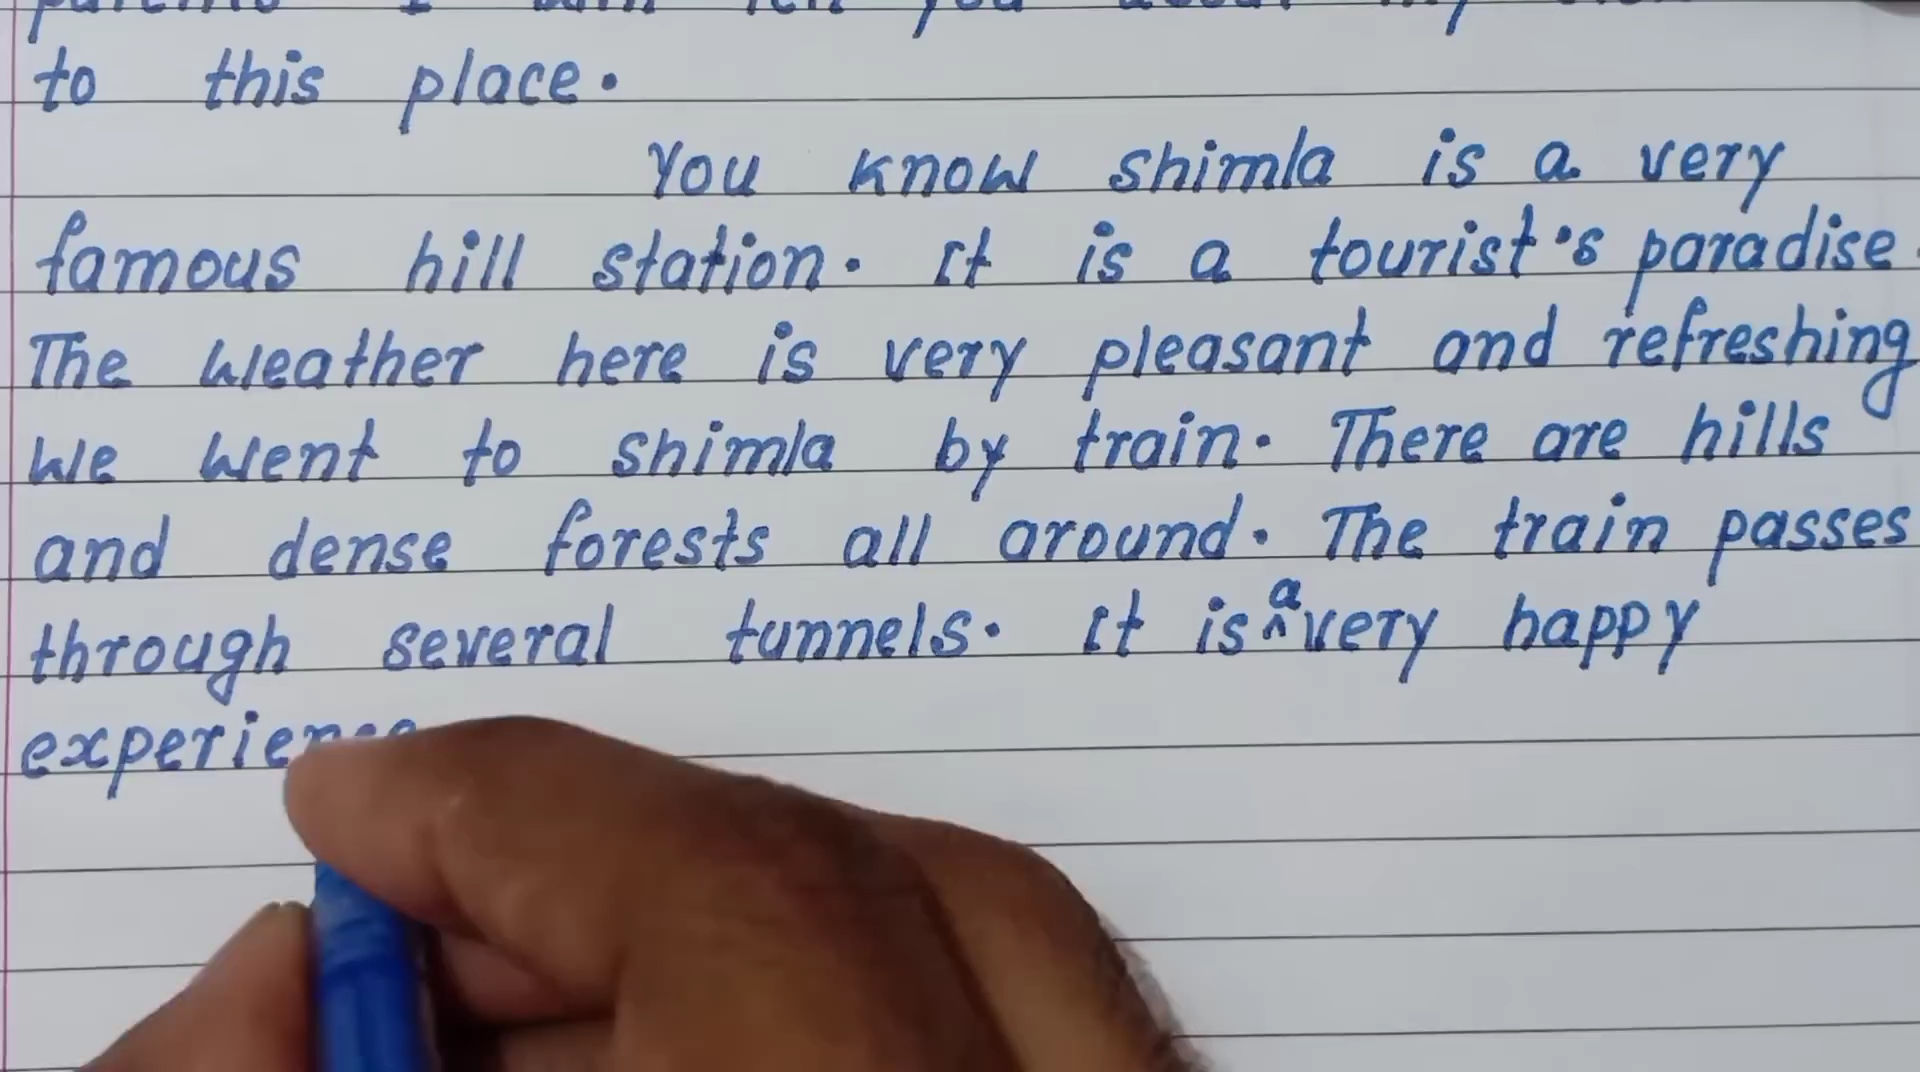 to this place.
You know shimla is a very
famous hill station. It is a tourist's paradise.
The weather here is very pleasant and refreshing
we went to shimla by train. There are hills
and dense forests all around. The train passes
through several tunnels. It is a very happy
experience